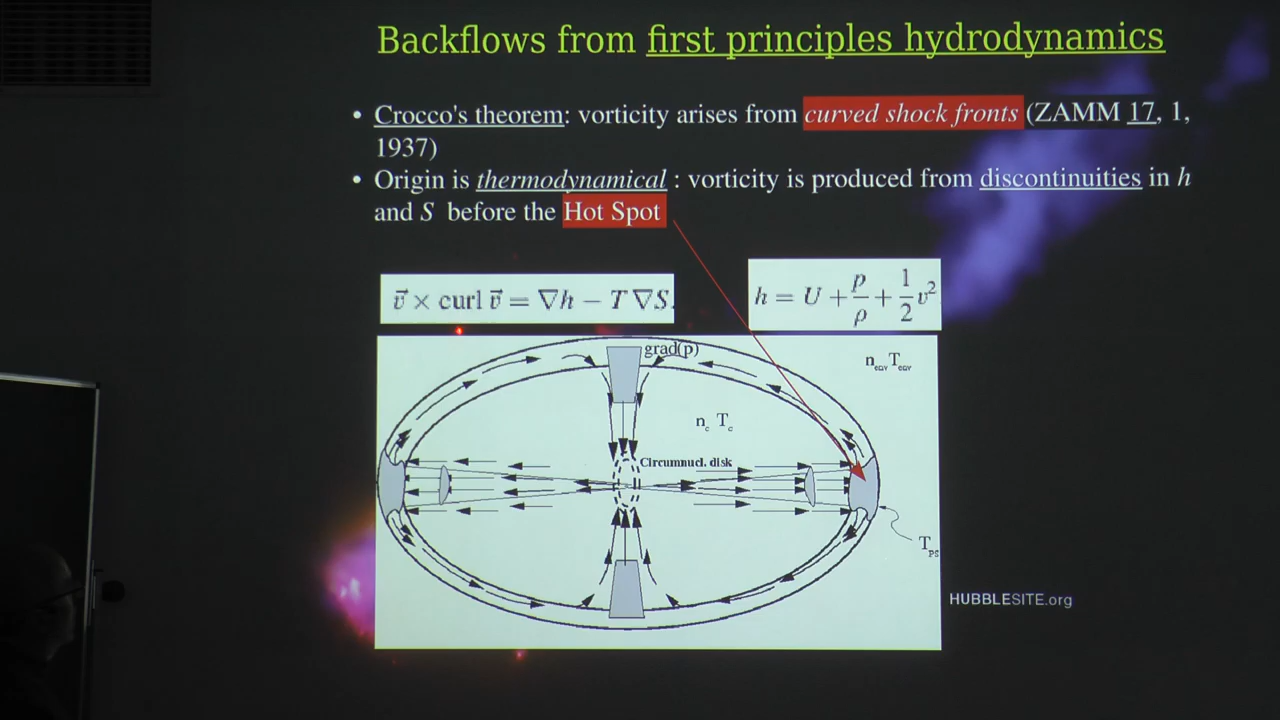 Backflows from first principles hydrodynamics
• Crocco's theorem: vorticity arises from curved shock fronts (ZAMM 17, 1,
1937)
• Origin is thermodynamical : vorticity is produced from discontinuities in h
and S before the Hot Spot
v⃗ × curl v⃗ = ∇h − T ∇S.
h = U + p/ρ + 1/2 v²
grad(p)
n_c T_c
Circumnucl. disk
T_PS
HUBBLESITE.org